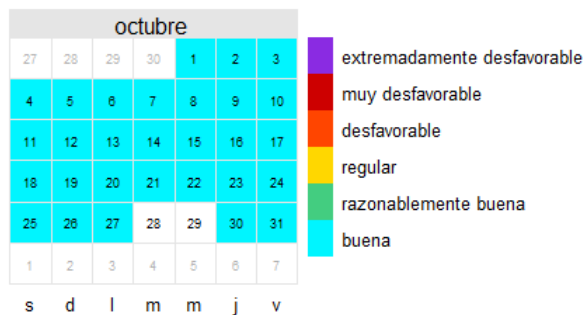 octubre
27 28 29 30 1 2 3
4 5 6 7 8 9 10
11 12 13 14 15 16 17
18 19 20 21 22 23 24
25 26 27 28 29 30 31
1 2 3 4 5 6 7
s d l m m j v
extremadamente desfavorable
muy desfavorable
desfavorable
regular
razonablemente buena
buena